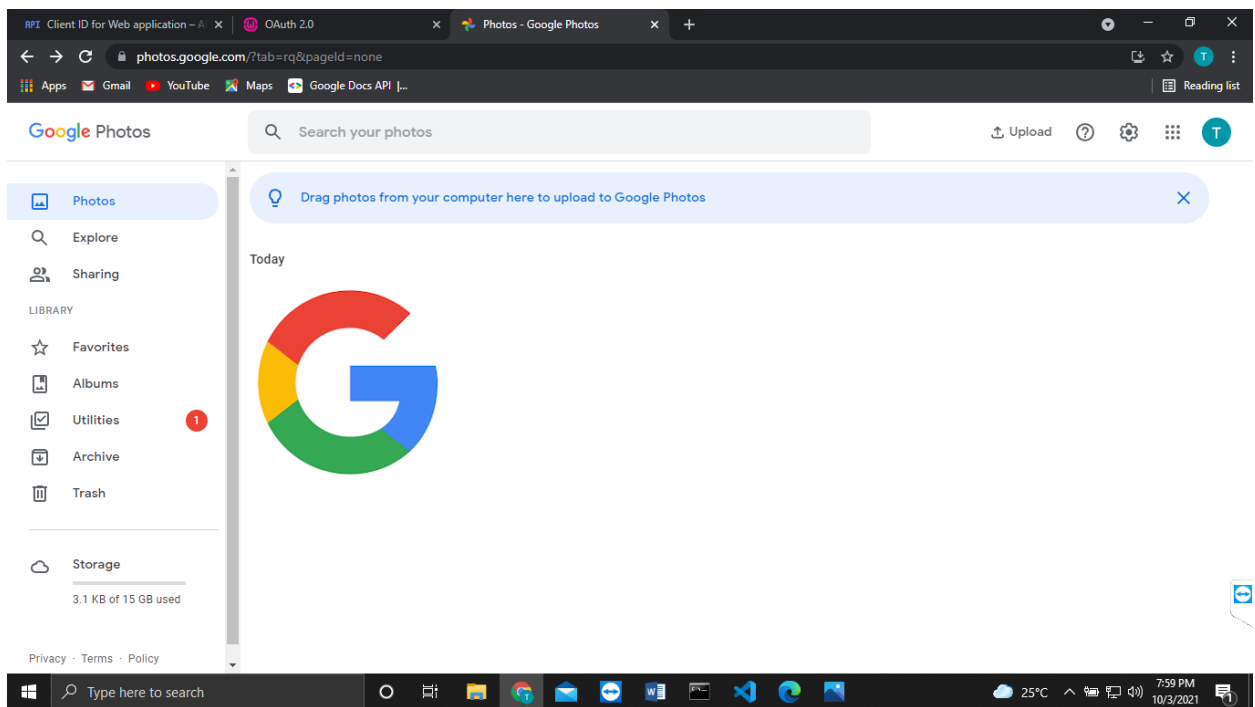 API Client ID for Web application – A
OAuth 2.0
Photos - Google Photos
photos.google.com/?tab=rq&pageId=none
T
Apps
Gmail
YouTube
Maps
Google Docs API |...
Reading list
Google Photos
Search your photos
Upload
T
Photos
Drag photos from your computer here to upload to Google Photos
Explore
Sharing
Today
LIBRARY
Favorites
Albums
Utilities
1
Archive
Trash
Storage
3.1 KB of 15 GB used
Privacy · Terms · Policy
Type here to search
25°C
7:59 PM
10/3/2021
1